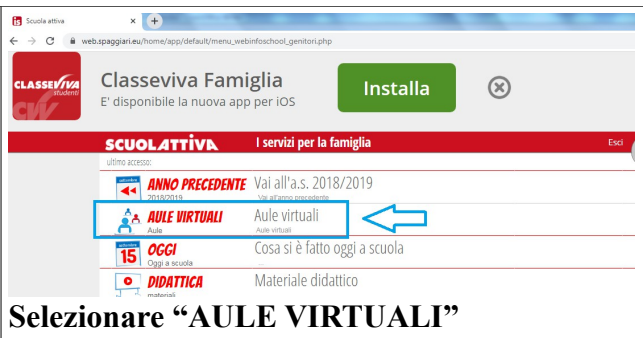 Scuola attiva
web.spaggiari.eu/home/app/default/menu_webinfoschool_genitori.php
CLASSEVIVA
studenti
Classeviva Famiglia
E' disponibile la nuova app per iOS
Installa
SCUOLATTIVA
I servizi per la famiglia
Esci
ultimo accesso:
ANNO PRECEDENTE
Vai all'a.s. 2018/2019
2018/2019
Vai all'anno precedente
AULE VIRTUALI
Aule virtuali
Aule
Aule virtuali
15
OGGI
Cosa si è fatto oggi a scuola
Oggi a scuola
DIDATTICA
Materiale didattico
materiali
Selezionare “AULE VIRTUALI”